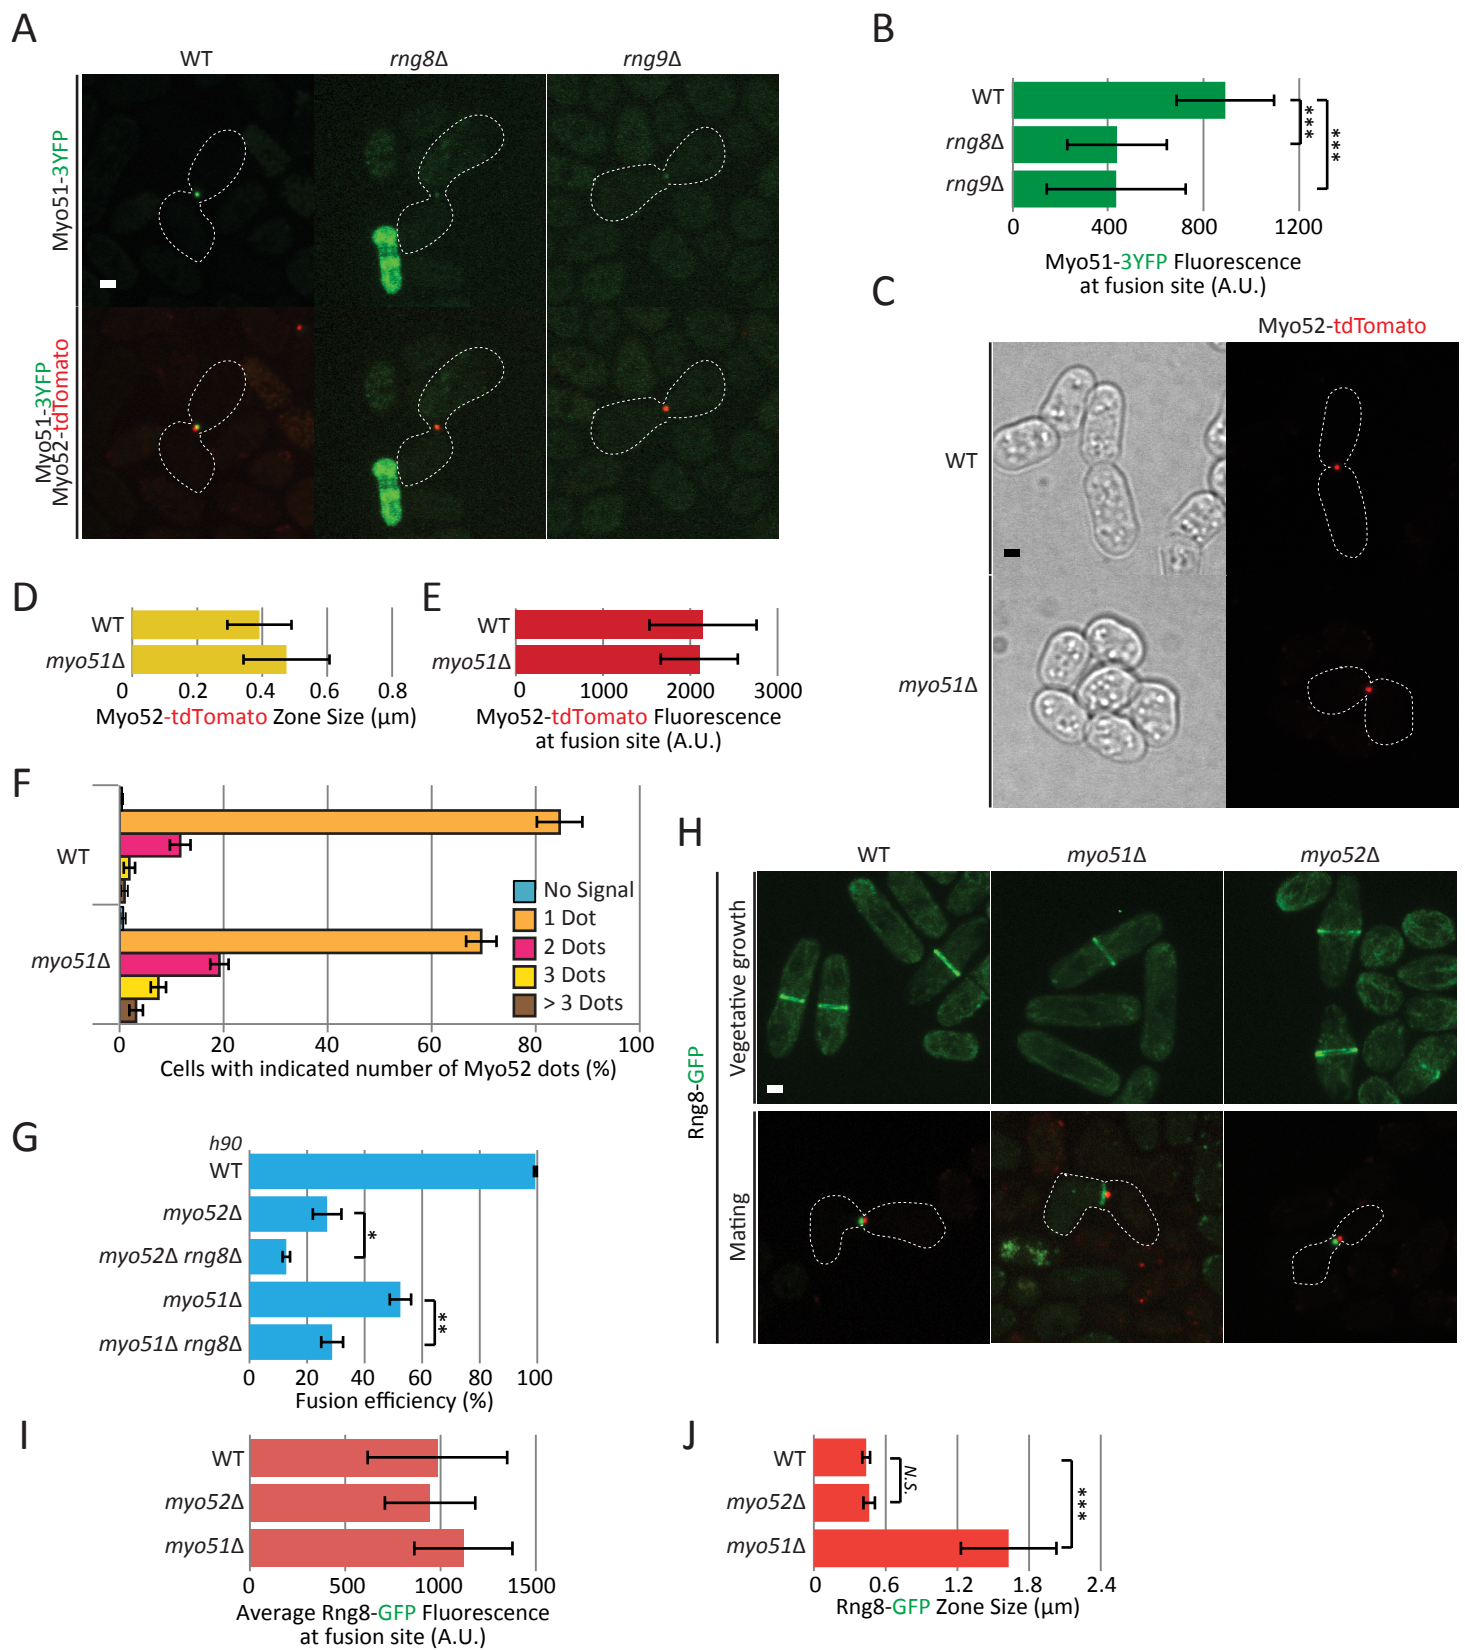 A
WT
rng8Δ
rng9Δ
Myo51-3YFP
Myo51-3YFP
Myo52-tdTomato
B
WT
rng8Δ
rng9Δ
***
***
0 400 800 1200
Myo51-3YFP Fluorescence
at fusion site (A.U.)
C
Myo52-tdTomato
WT
myo51Δ
D
WT
myo51Δ
0 0.2 0.4 0.6 0.8
Myo52-tdTomato Zone Size (µm)
E
WT
myo51Δ
0 1000 2000 3000
Myo52-tdTomato Fluorescence
at fusion site (A.U.)
F
WT
myo51Δ
No Signal
1 Dot
2 Dots
3 Dots
> 3 Dots
0 20 40 60 80 100
Cells with indicated number of Myo52 dots (%)
G
h90
WT
myo52Δ
myo52Δ rng8Δ
myo51Δ
myo51Δ rng8Δ
*
**
0 20 40 60 80 100
Fusion efficiency (%)
H
WT
myo51Δ
myo52Δ
Rng8-GFP
Vegetative growth
Mating
I
WT
myo52Δ
myo51Δ
0 500 1000 1500
Average Rng8-GFP Fluorescence
at fusion site (A.U.)
J
WT
myo52Δ
myo51Δ
N.S.
***
0 0.6 1.2 1.8 2.4
Rng8-GFP Zone Size (µm)